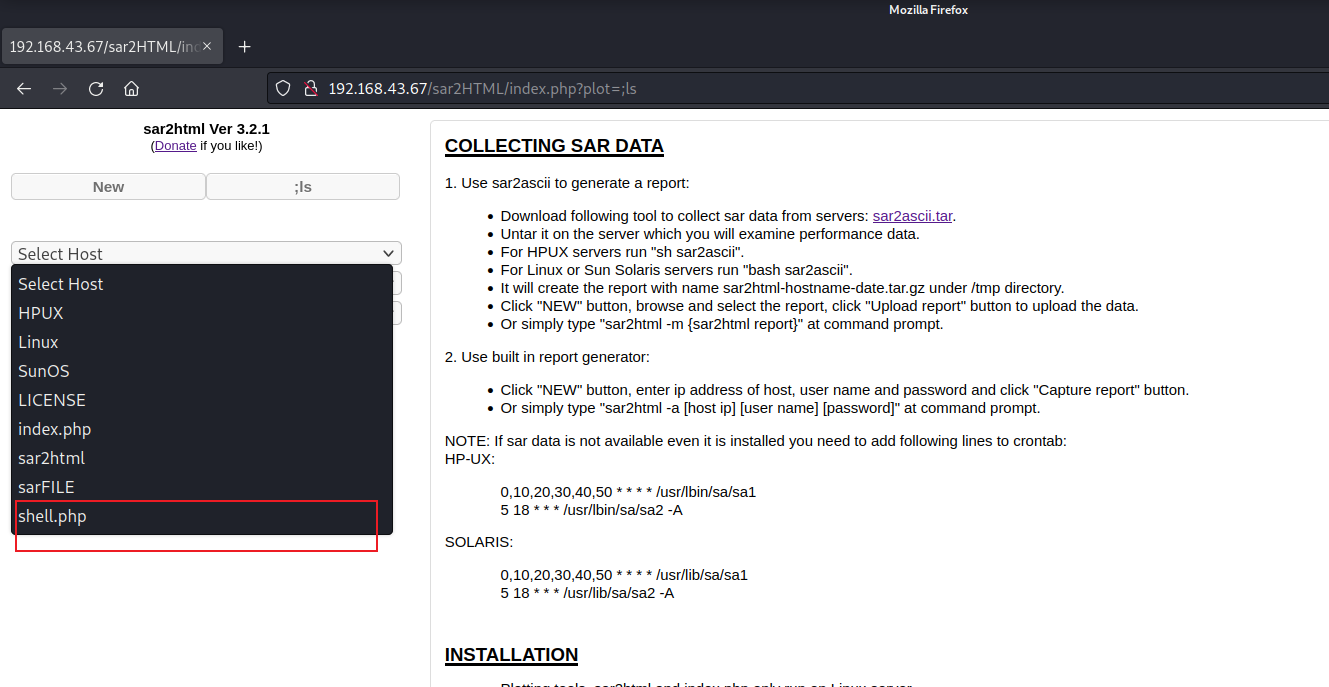 Mozilla Firefox
192.168.43.67/sar2HTML/in
192.168.43.67/sar2HTML/index.php?plot=;ls
sar2html Ver 3.2.1
(Donate if you like!)
New
;ls
Select Host
Select Host
HPUX
Linux
SunOS
LICENSE
index.php
sar2html
sarFILE
shell.php
COLLECTING SAR DATA
1. Use sar2ascii to generate a report:
• Download following tool to collect sar data from servers: sar2ascii.tar.
• Untar it on the server which you will examine performance data.
• For HPUX servers run "sh sar2ascii".
• For Linux or Sun Solaris servers run "bash sar2ascii".
• It will create the report with name sar2html-hostname-date.tar.gz under /tmp directory.
• Click "NEW" button, browse and select the report, click "Upload report" button to upload the data.
• Or simply type "sar2html -m {sar2html report}" at command prompt.
2. Use built in report generator:
• Click "NEW" button, enter ip address of host, user name and password and click "Capture report" button.
• Or simply type "sar2html -a [host ip] [user name] [password]" at command prompt.
NOTE: If sar data is not available even it is installed you need to add following lines to crontab:
HP-UX:
0,10,20,30,40,50 * * * * /usr/lbin/sa/sa1
5 18 * * * /usr/lbin/sa/sa2 -A
SOLARIS:
0,10,20,30,40,50 * * * * /usr/lib/sa/sa1
5 18 * * * /usr/lib/sa/sa2 -A
INSTALLATION